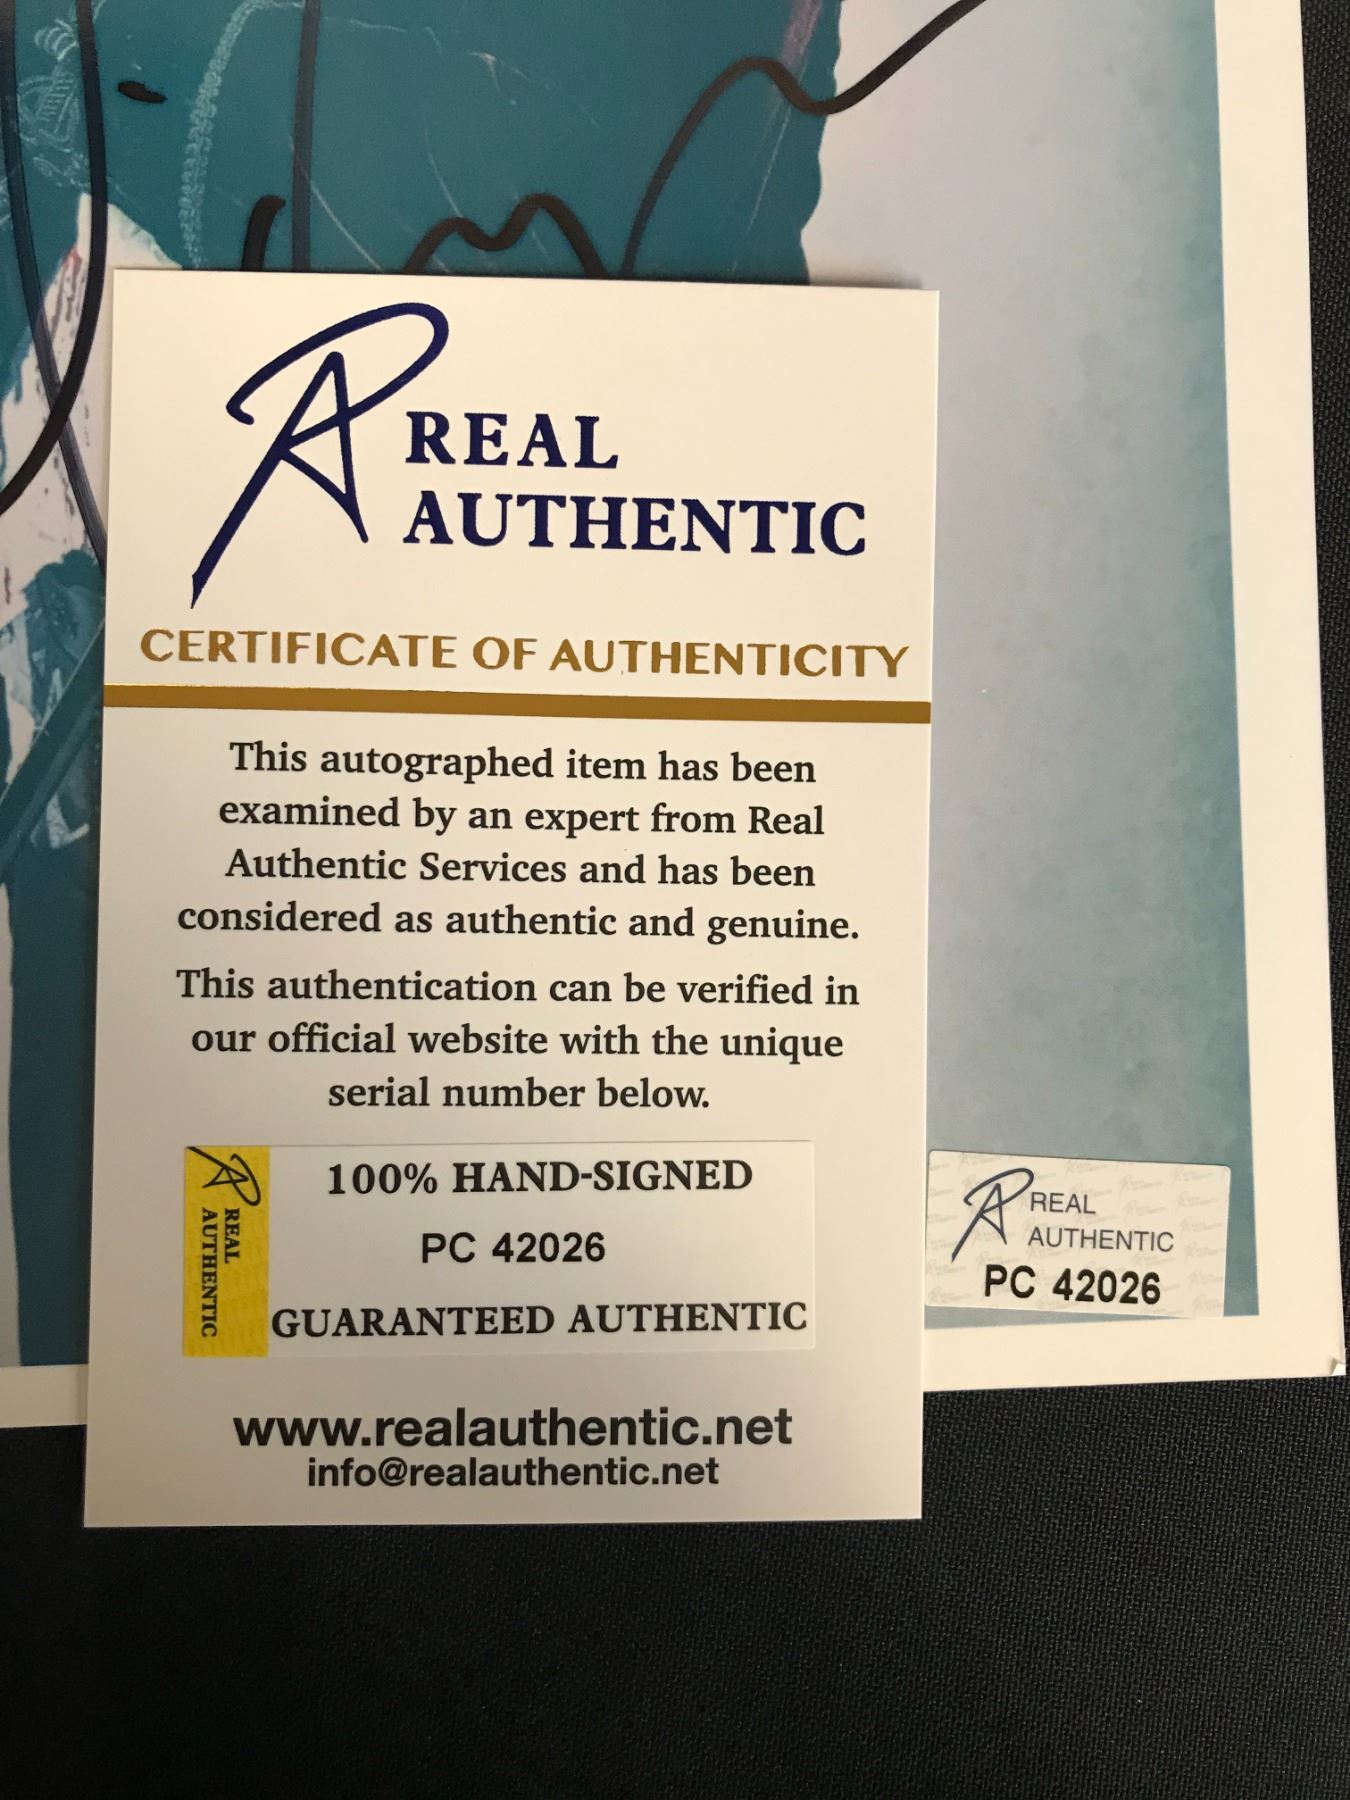 REAL
AUTHENTIC
CERTIFICATE OF AUTHENTICITY
This autographed item has been
examined by an expert from Real
Authentic Services and has been
considered as authentic and genuine.
This authentication can be verified in
our official website with the unique
serial number below.
REAL
AUTHENTIC
100% HAND-SIGNED
PC 42026
GUARANTEED AUTHENTIC
REAL
AUTHENTIC
PC 42026
www.realauthentic.net
info@realauthentic.net